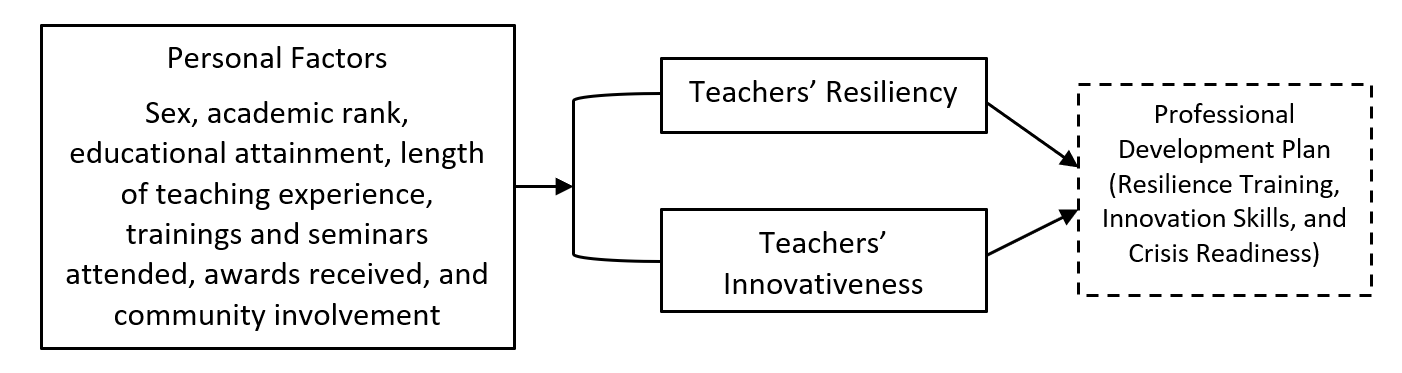 Personal Factors
Sex, academic rank,
educational attainment, length
of teaching experience,
trainings and seminars
attended, awards received, and
community involvement
Teachers’ Resiliency
Teachers’
Innovativeness
Professional
Development Plan
(Resilience Training,
Innovation Skills, and
Crisis Readiness)